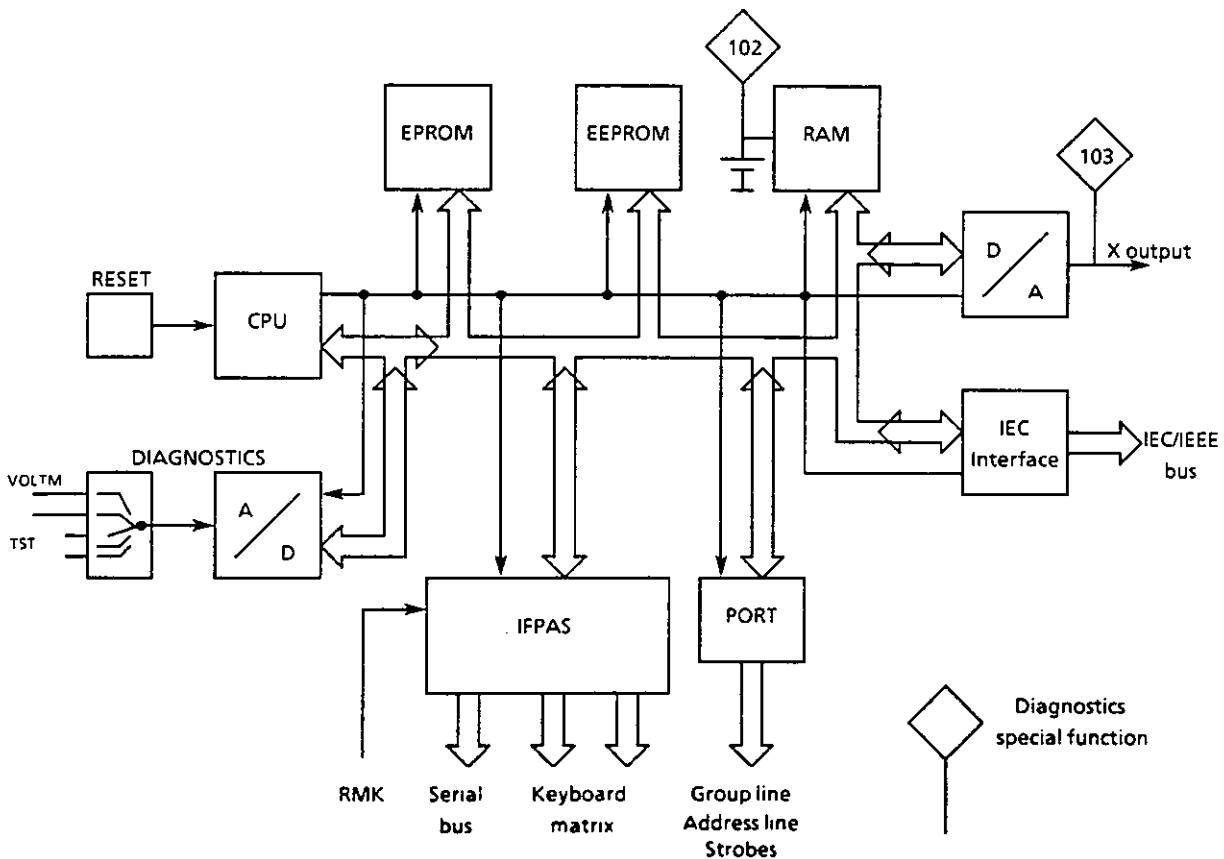 102
EPROM
EEPROM
RAM
103
D
A
X output
RESET
CPU
DIAGNOSTICS
VOLTM
TST
A
D
IEC
Interface
IEC/IEEE
bus
IFPAS
PORT
RMK
Serial
bus
Keyboard
matrix
Group line
Address line
Strobes
Diagnostics
special function